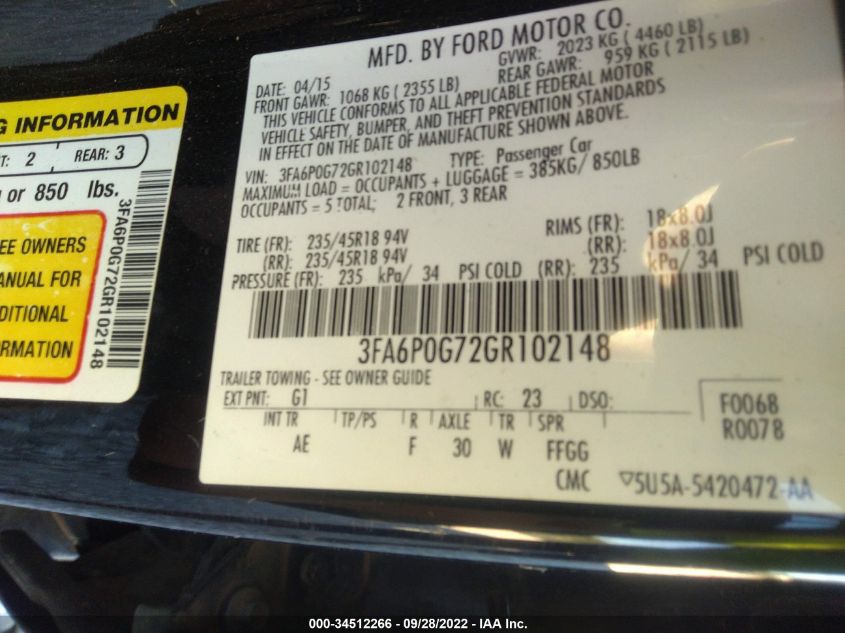 MFD. BY FORD MOTOR CO.
DATE: 04/15 GVWR: 2023 KG ( 4460 LB)
FRONT GAWR: 1068 KG ( 2355 LB) REAR GAWR: 959 KG ( 2115 LB)
THIS VEHICLE CONFORMS TO ALL APPLICABLE FEDERAL MOTOR
VEHICLE SAFETY, BUMPER, AND THEFT PREVENTION STANDARDS
IN EFFECT ON THE DATE OF MANUFACTURE SHOWN ABOVE.
VIN: 3FA6P0G72GR102148 TYPE: Passenger Car
MAXIMUM LOAD = OCCUPANTS + LUGGAGE = 385KG/ 850LB
OCCUPANTS = 5 TOTAL; 2 FRONT, 3 REAR
TIRE (FR): 235/45R18 94V RIMS (FR): 18x8.0J
(RR): 235/45R18 94V (RR): 18x8.0J
PRESSURE (FR): 235 kPa/ 34 PSI COLD (RR): 235 kPa/ 34 PSI COLD
3FA6P0G72GR102148
TRAILER TOWING - SEE OWNER GUIDE
EXT PNT: G1 RC: 23 DSO: F0068
INT TR TP/PS R AXLE TR SPR R0078
AE F 30 W FFGG
CMC ▽5U5A-5420472-AA
G INFORMATION
T: 2 REAR: 3
or 850 lbs.
EE OWNERS
ANUAL FOR
DITIONAL
RMATION
3FA6P0G72GR102148
000-34512266 - 09/28/2022 - IAA Inc.